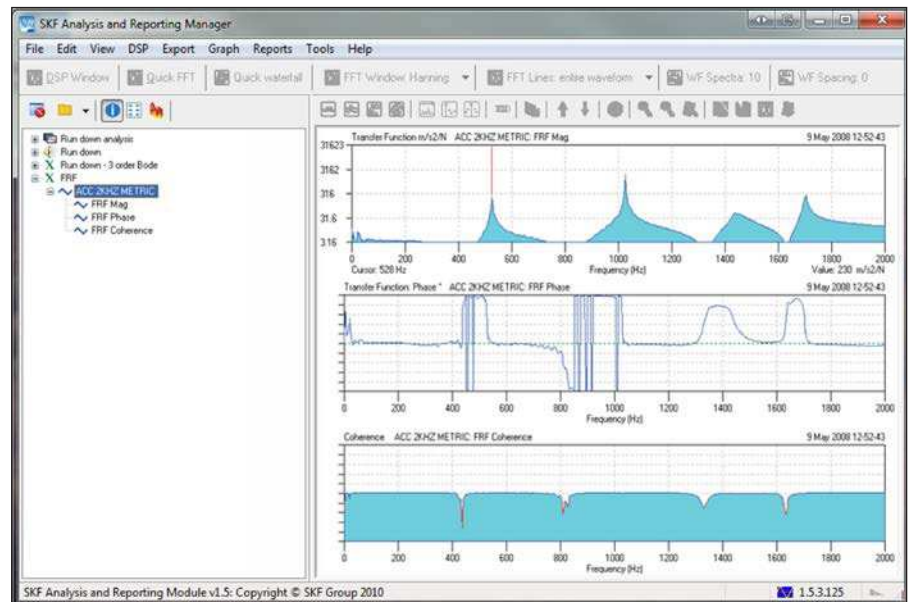 SKF Analysis and Reporting Manager
File Edit View DSP Export Graph Reports Tools Help
DSP Window Quick FFT Quick waterfall FFT Window: Hanning FFT Lines: entire waveform WF Spectra: 10 WF Spacing: 0
Run down analysis
Run down
Run down - 3 order Bode
FRF
ACC 2KHZ METRIC
FRF Mag
FRF Phase
FRF Coherence
Transfer Function m/s2/N ACC 2KHZ METRIC: FRF Mag 9 May 2008 12-52-43
31623
3162
316
31.6
3.16
0 200 400 600 800 1000 1200 1400 1600 1800 2000
Cursor: 528 Hz Frequency (Hz) Value: 230 m/s2/N
Transfer Function: Phase ° ACC 2KHZ METRIC: FRF Phase 9 May 2008 12-52-43
0 200 400 600 800 1000 1200 1400 1600 1800 2000
Frequency (Hz)
Coherence ACC 2KHZ METRIC: FRF Coherence 9 May 2008 12-52-43
0 200 400 600 800 1000 1200 1400 1600 1800 2000
Frequency (Hz)
SKF Analysis and Reporting Module v1.5: Copyright © SKF Group 2010 1.5.3.125